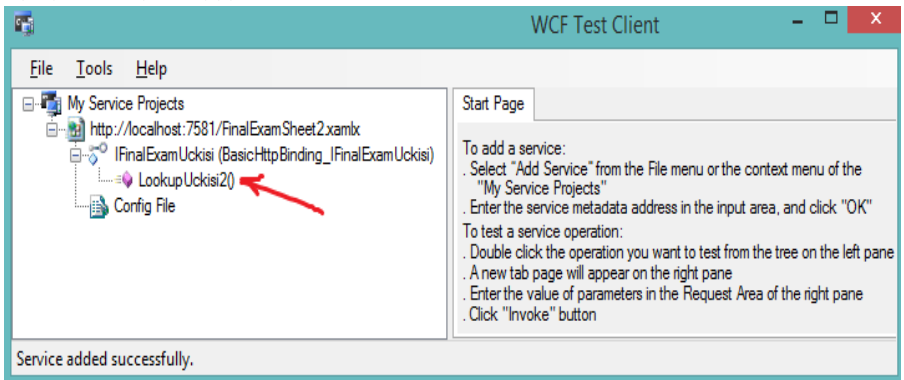 WCF Test Client
File Tools Help
My Service Projects
http://localhost:7581/FinalExamSheet2.xamlx
IFinalExamUckisi (BasicHttpBinding_IFinalExamUckisi)
LookupUckisi2()
Config File
Start Page
To add a service:
. Select "Add Service" from the File menu or the context menu of the
"My Service Projects"
. Enter the service metadata address in the input area, and click "OK"
To test a service operation:
. Double click the operation you want to test from the tree on the left pane
. A new tab page will appear on the right pane
. Enter the value of parameters in the Request Area of the right pane
. Click "Invoke" button
Service added successfully.